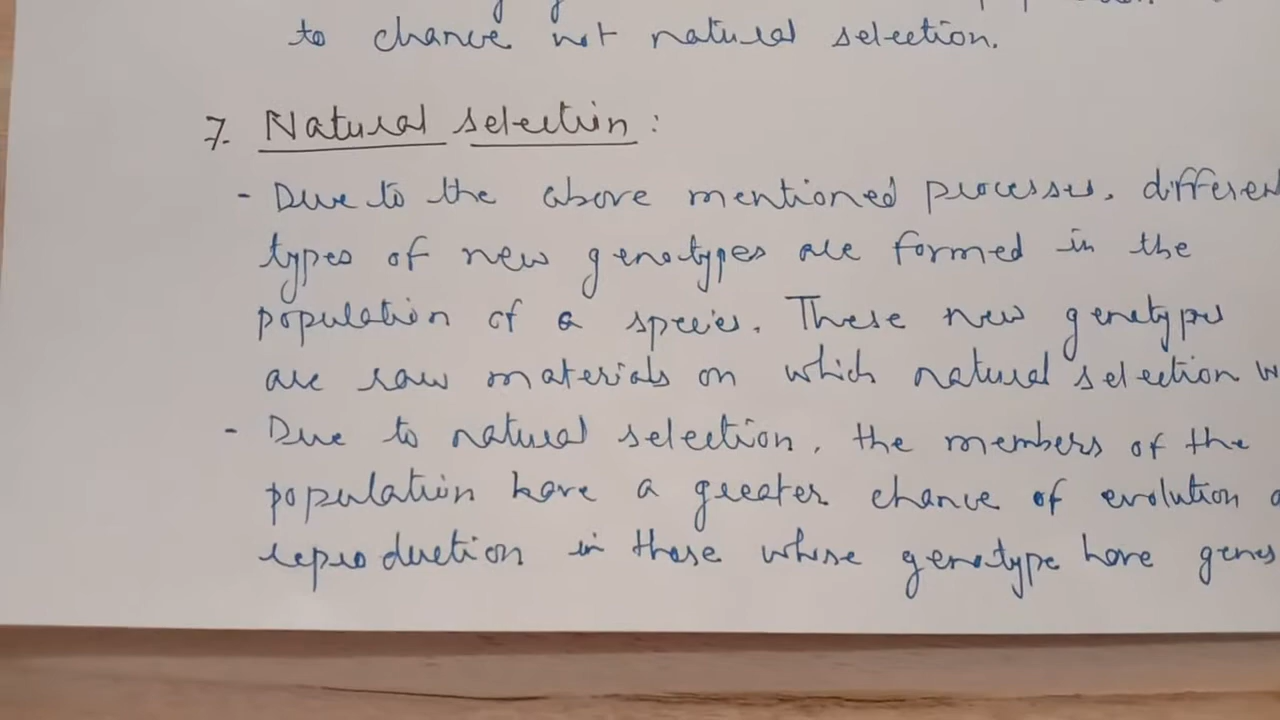 to chance not natural selection.
7. Natural selection :
- Due to the above mentioned processes, different
types of new genotypes are formed in the
population of a species. These new genotypes
are raw materials on which natural selection w
- Due to natural selection, the members of the
population have a greater chance of evolution
reproduction in those whose genotype have genes